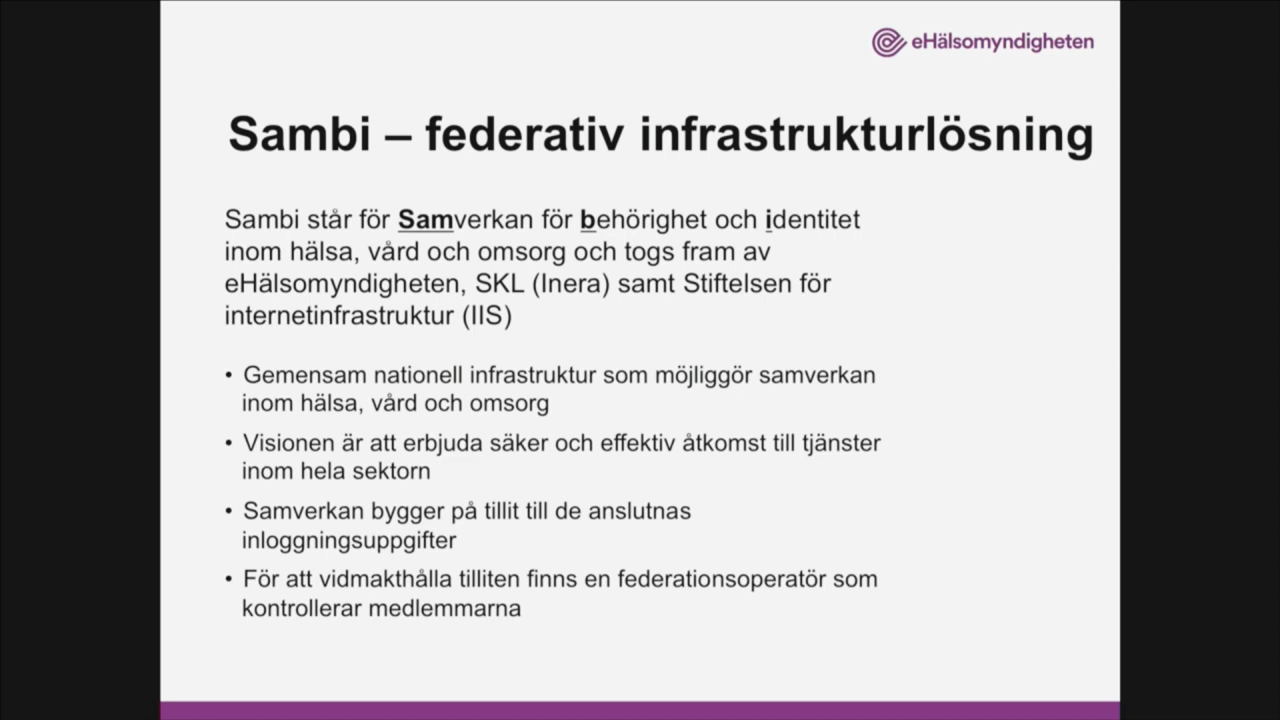 eHälsomyndigheten
Sambi – federativ infrastrukturlösning
Sambi står för Samverkan för behörighet och identitet
inom hälsa, vård och omsorg och togs fram av
eHälsomyndigheten, SKL (Inera) samt Stiftelsen för
internetinfrastruktur (IIS)
• Gemensam nationell infrastruktur som möjliggör samverkan
inom hälsa, vård och omsorg
• Visionen är att erbjuda säker och effektiv åtkomst till tjänster
inom hela sektorn
• Samverkan bygger på tillit till de anslutnas
inloggningsuppgifter
• För att vidmakthålla tilliten finns en federationsoperatör som
kontrollerar medlemmarna